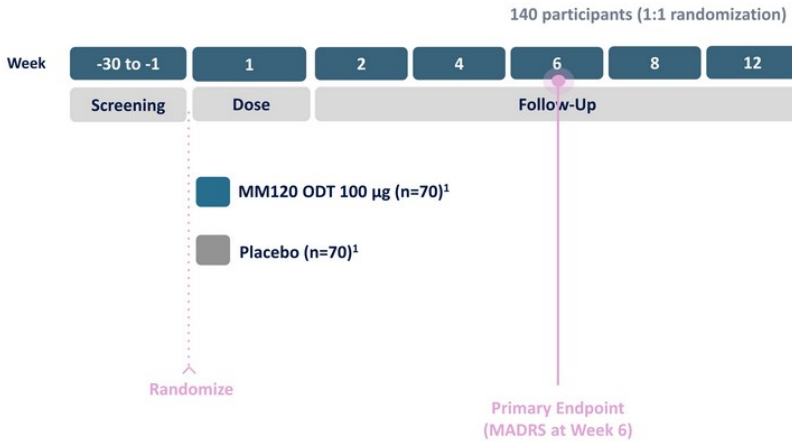 140 participants (1:1 randomization)
Week -30 to -1 1 2 4 6 8 12
Screening Dose Follow-Up
MM120 ODT 100 µg (n=70)¹
Placebo (n=70)¹
Randomize
Primary Endpoint
(MADRS at Week 6)